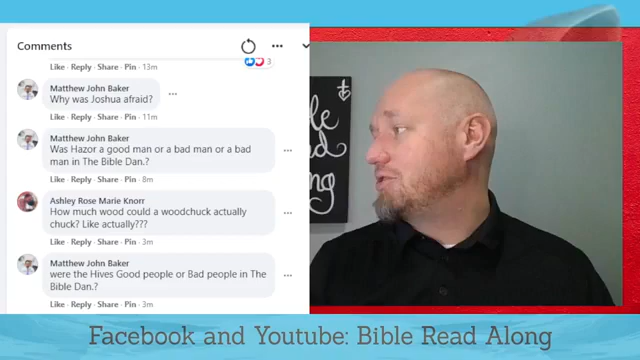 Comments
Like · Reply · Share · Pin · 13m
3
Matthew John Baker
Why was Joshua afraid?
Like · Reply · Share · Pin · 11m
Matthew John Baker
Was Hazor a good man or a bad man or a bad
man in The Bible Dan.?
Like · Reply · Share · Pin · 8m
Ashley Rose Marie Knorr
How much wood could a woodchuck actually
chuck? Like actually???
Like · Reply · Share · Pin · 3m
Matthew John Baker
were the Hives Good people or Bad people in The
Bible Dan.?
Like · Reply · Share · Pin · 3m
Along
Facebook and Youtube: Bible Read Along